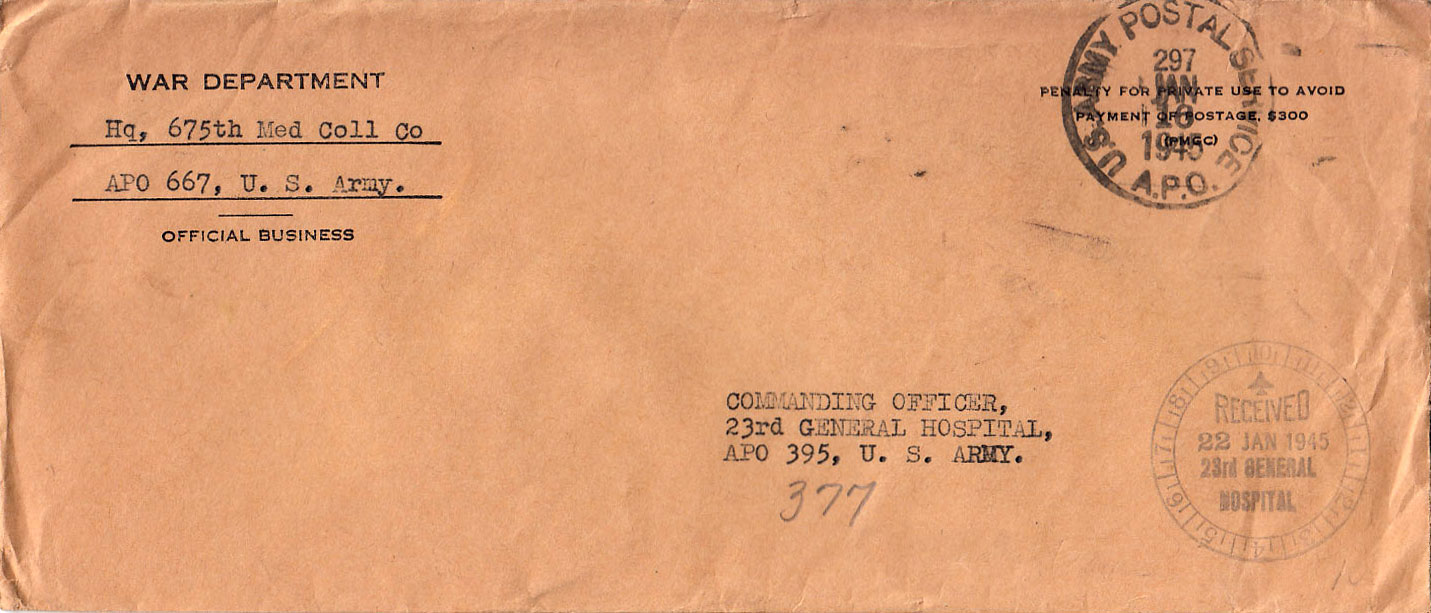 WAR DEPARTMENT
Hq, 675th Med Coll Co
APO 667, U. S. Army.
OFFICIAL BUSINESS
U.S. ARMY POSTAL SERVICE
297
JAN
1945
A.P.O.
PENALTY FOR PRIVATE USE TO AVOID
PAYMENT OF POSTAGE, $300
(PMGC)
COMMANDING OFFICER,
23rd GENERAL HOSPITAL,
APO 395, U. S. ARMY.
377
RECEIVED
22 JAN 1945
23rd GENERAL
HOSPITAL